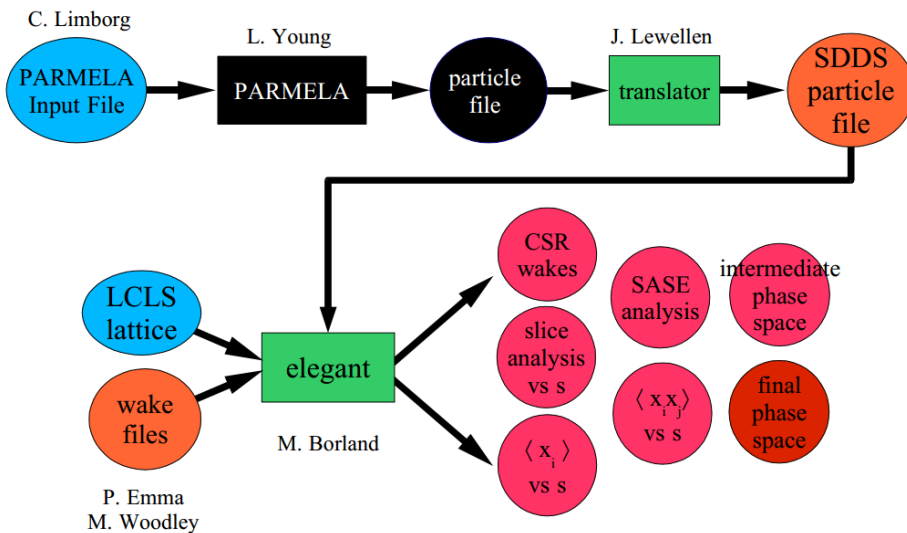 C. Limborg
L. Young
J. Lewellen
PARMELA
Input File
PARMELA
particle
file
translator
SDDS
particle
file
CSR
wakes
SASE
analysis
intermediate
phase
space
LCLS
lattice
elegant
slice
analysis
vs s
wake
files
M. Borland
⟨ x_i ⟩
vs s
⟨ x_i x_j ⟩
vs s
final
phase
space
P. Emma
M. Woodley